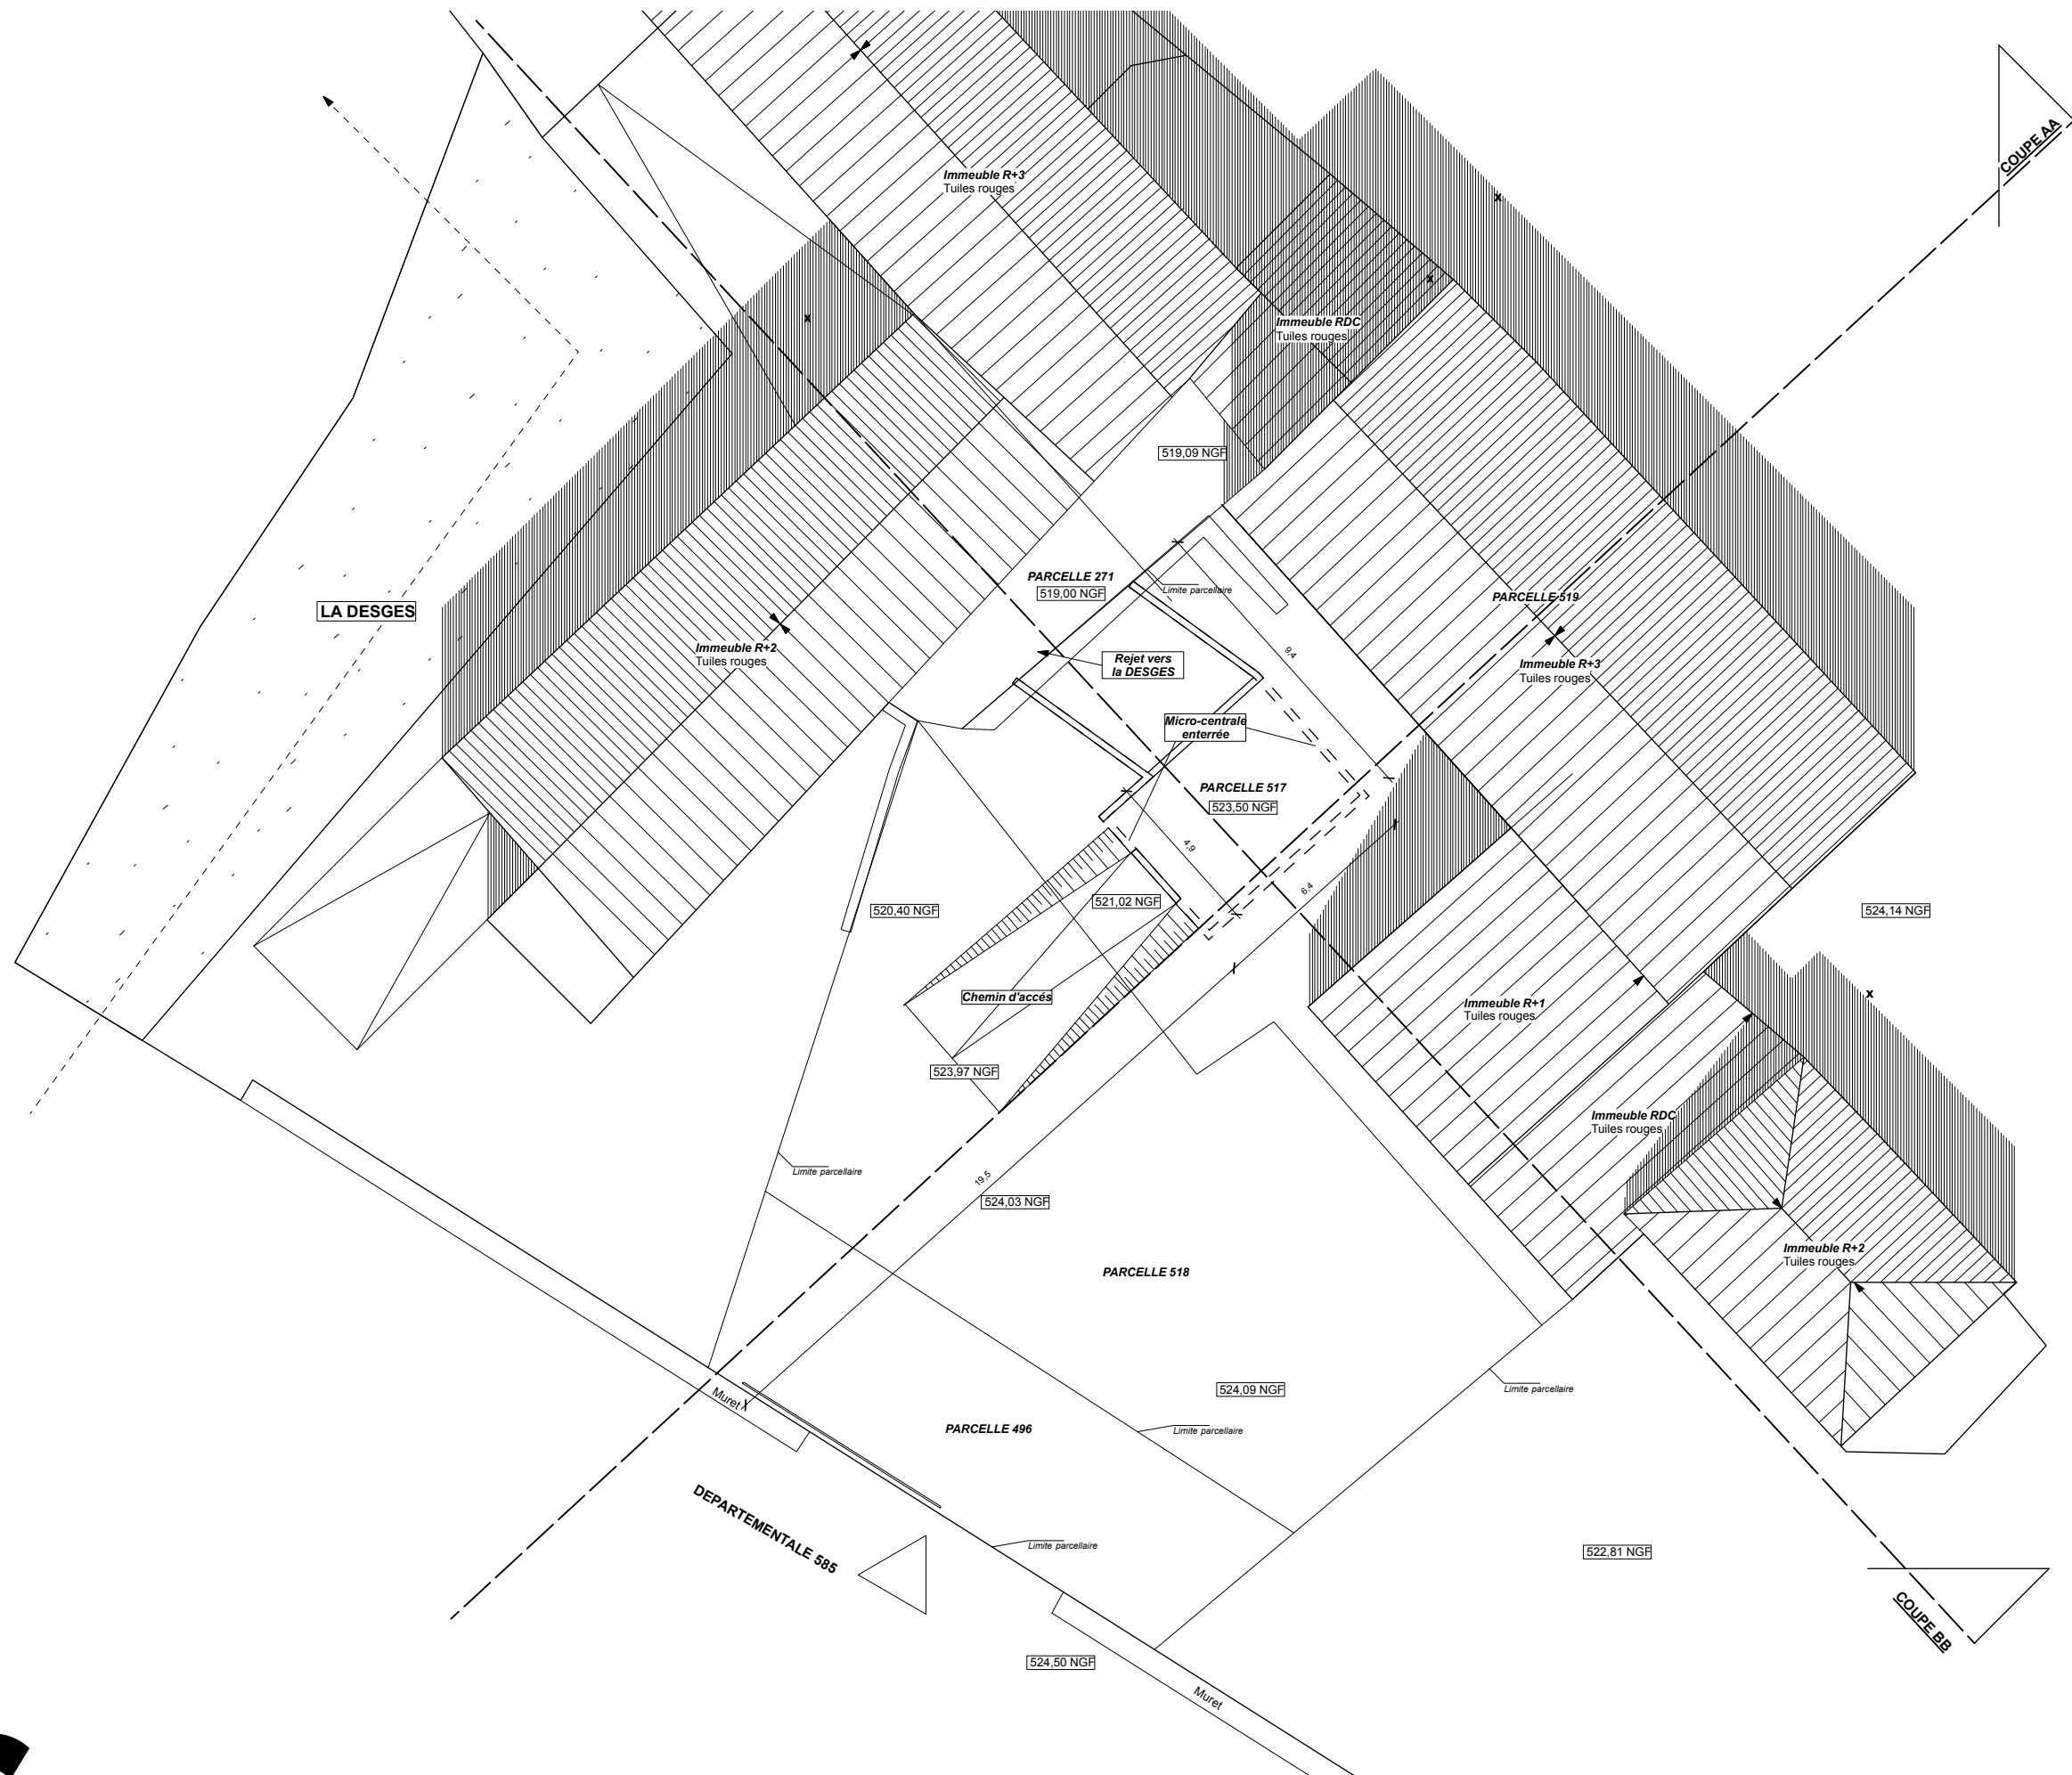 COUPE AA
Immeuble R+3
Tuiles rouges
x
x
x
Immeuble RDC
Tuiles rouges
519,09 NGF
PARCELLE 271
519,00 NGF
Limite parcellaire
PARCELLE 519
LA DESGES
Immeuble R+2
Tuiles rouges
Rejet vers
la DESGES
9,4
Immeuble R+3
Tuiles rouges
Micro-centrale
enterrée
PARCELLE 517
523,50 NGF
4,9
6,4
521,02 NGF
520,40 NGF
524,14 NGF
Chemin d'accés
Immeuble R+1
Tuiles rouges
x
523,97 NGF
Immeuble RDC
Tuiles rouges
Limite parcellaire
19,5
524,03 NGF
Immeuble R+2
Tuiles rouges
PARCELLE 518
524,09 NGF
Limite parcellaire
Muret
PARCELLE 496
Limite parcellaire
DEPARTEMENTALE 585
Limite parcellaire
522,81 NGF
COUPE BB
524,50 NGF
Muret